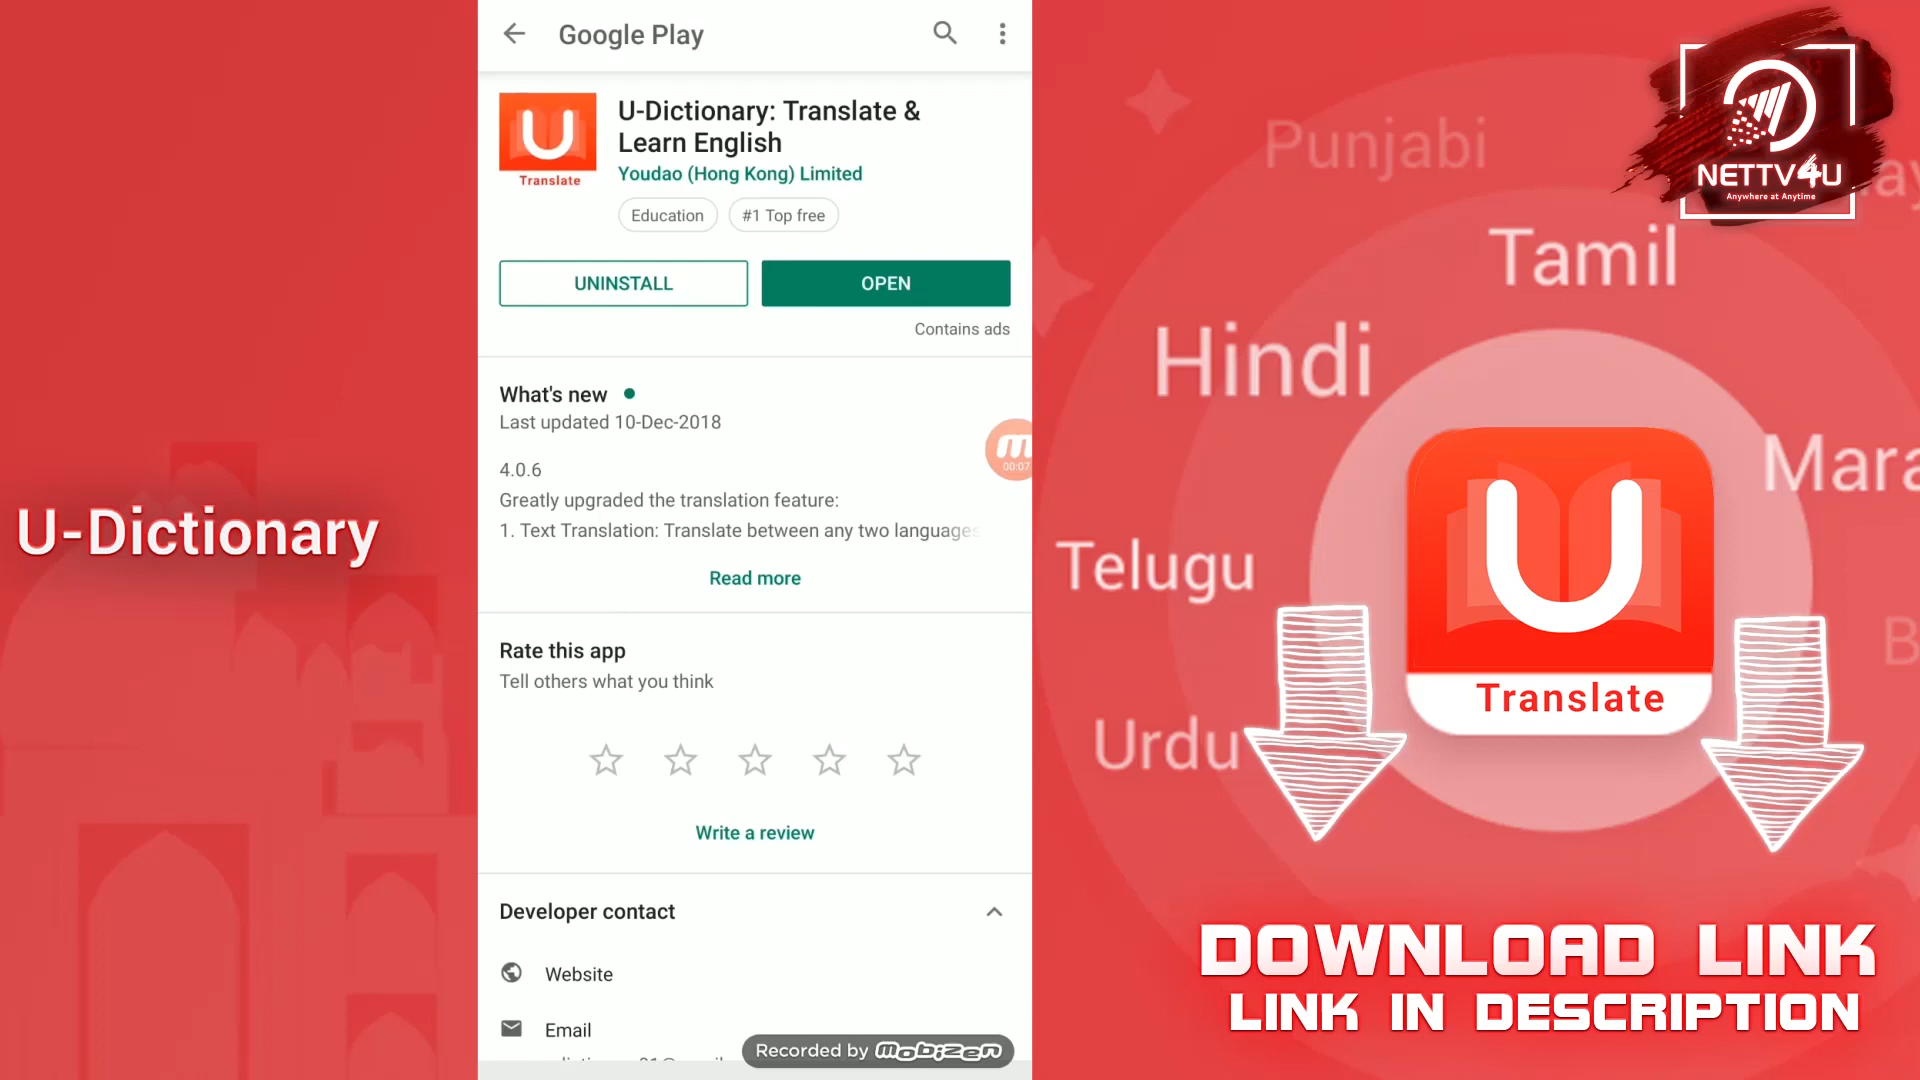 U-Dictionary
Google Play
U
Translate
U-Dictionary: Translate &
Learn English
Youdao (Hong Kong) Limited
Education
#1 Top free
UNINSTALL
OPEN
Contains ads
What's new
Last updated 10-Dec-2018
4.0.6
Greatly upgraded the translation feature:
1. Text Translation: Translate between any two languages
Read more
00:07
Rate this app
Tell others what you think
Write a review
Developer contact
Website
Email
Recorded by mobizen
NETTV4U
Anywhere at Anytime
Punjabi
Tamil
Hindi
Mara
Telugu
Urdu
U
Translate
DOWNLOAD LINK
LINK IN DESCRIPTION